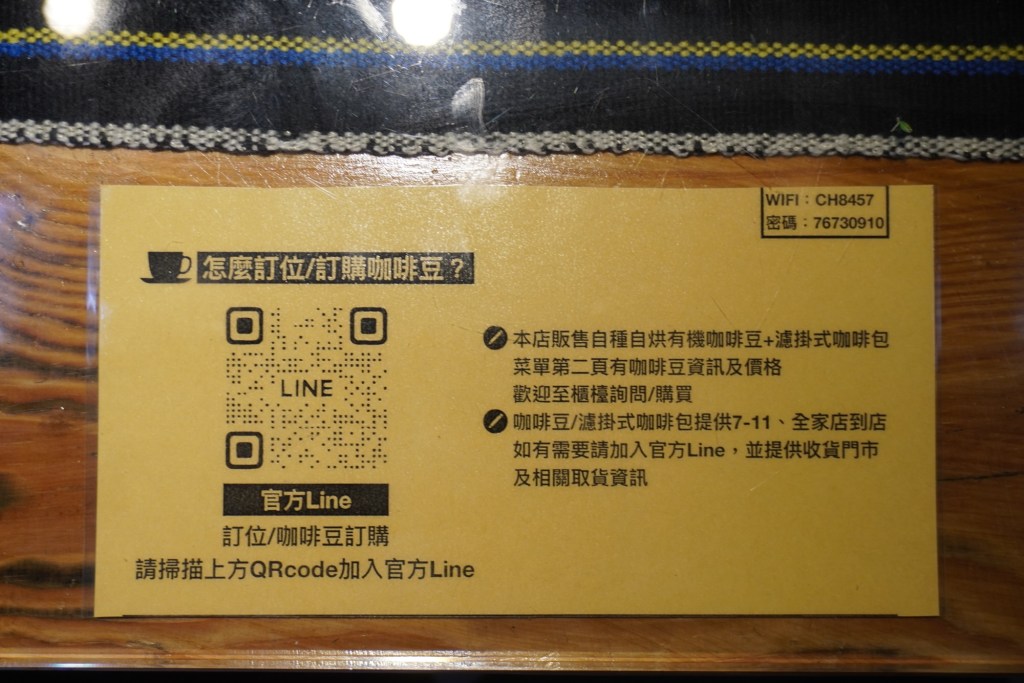 WIFI：CH8457
密碼：76730910
怎麼訂位/訂購咖啡豆？
LINE
官方Line
訂位/咖啡豆訂購
請掃描上方QRcode加入官方Line
本店販售自種自烘有機咖啡豆+濾掛式咖啡包
菜單第二頁有咖啡豆資訊及價格
歡迎至櫃檯詢問/購買
咖啡豆/濾掛式咖啡包提供7-11、全家店到店
如有需要請加入官方Line，並提供收貨門市
及相關取貨資訊